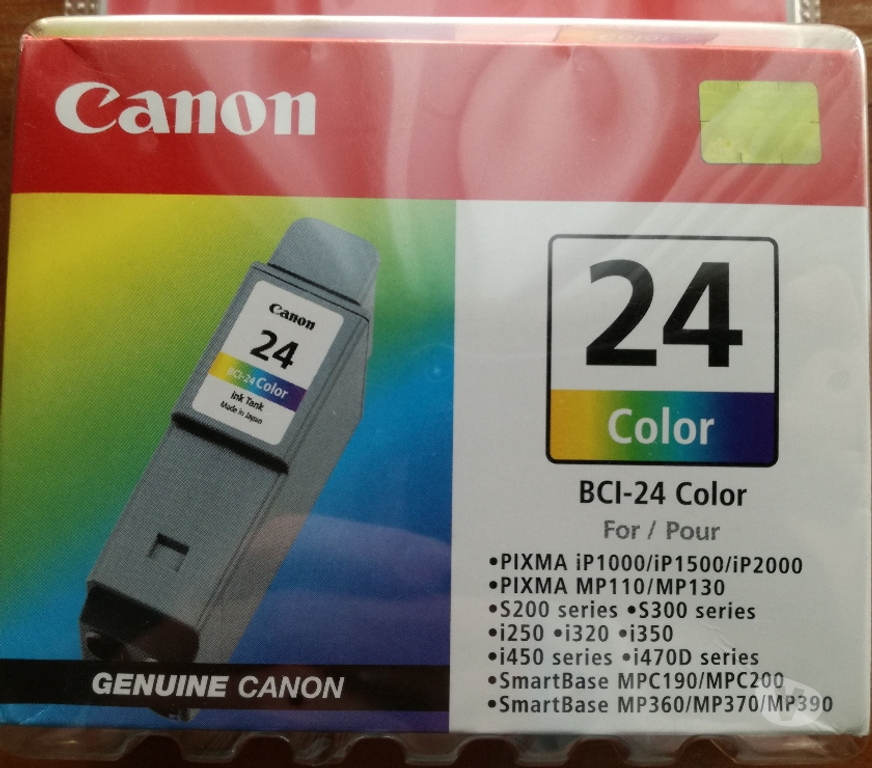 Canon
Canon
24
BCI-24 Color
Ink Tank
Made in Japan
GENUINE CANON
24
Color
BCI-24 Color
For / Pour
•PIXMA iP1000/iP1500/iP2000
•PIXMA MP110/MP130
•S200 series •S300 series
•i250 •i320 •i350
•i450 series •i470D series
•SmartBase MPC190/MPC200
•SmartBase MP360/MP370/MP390
V